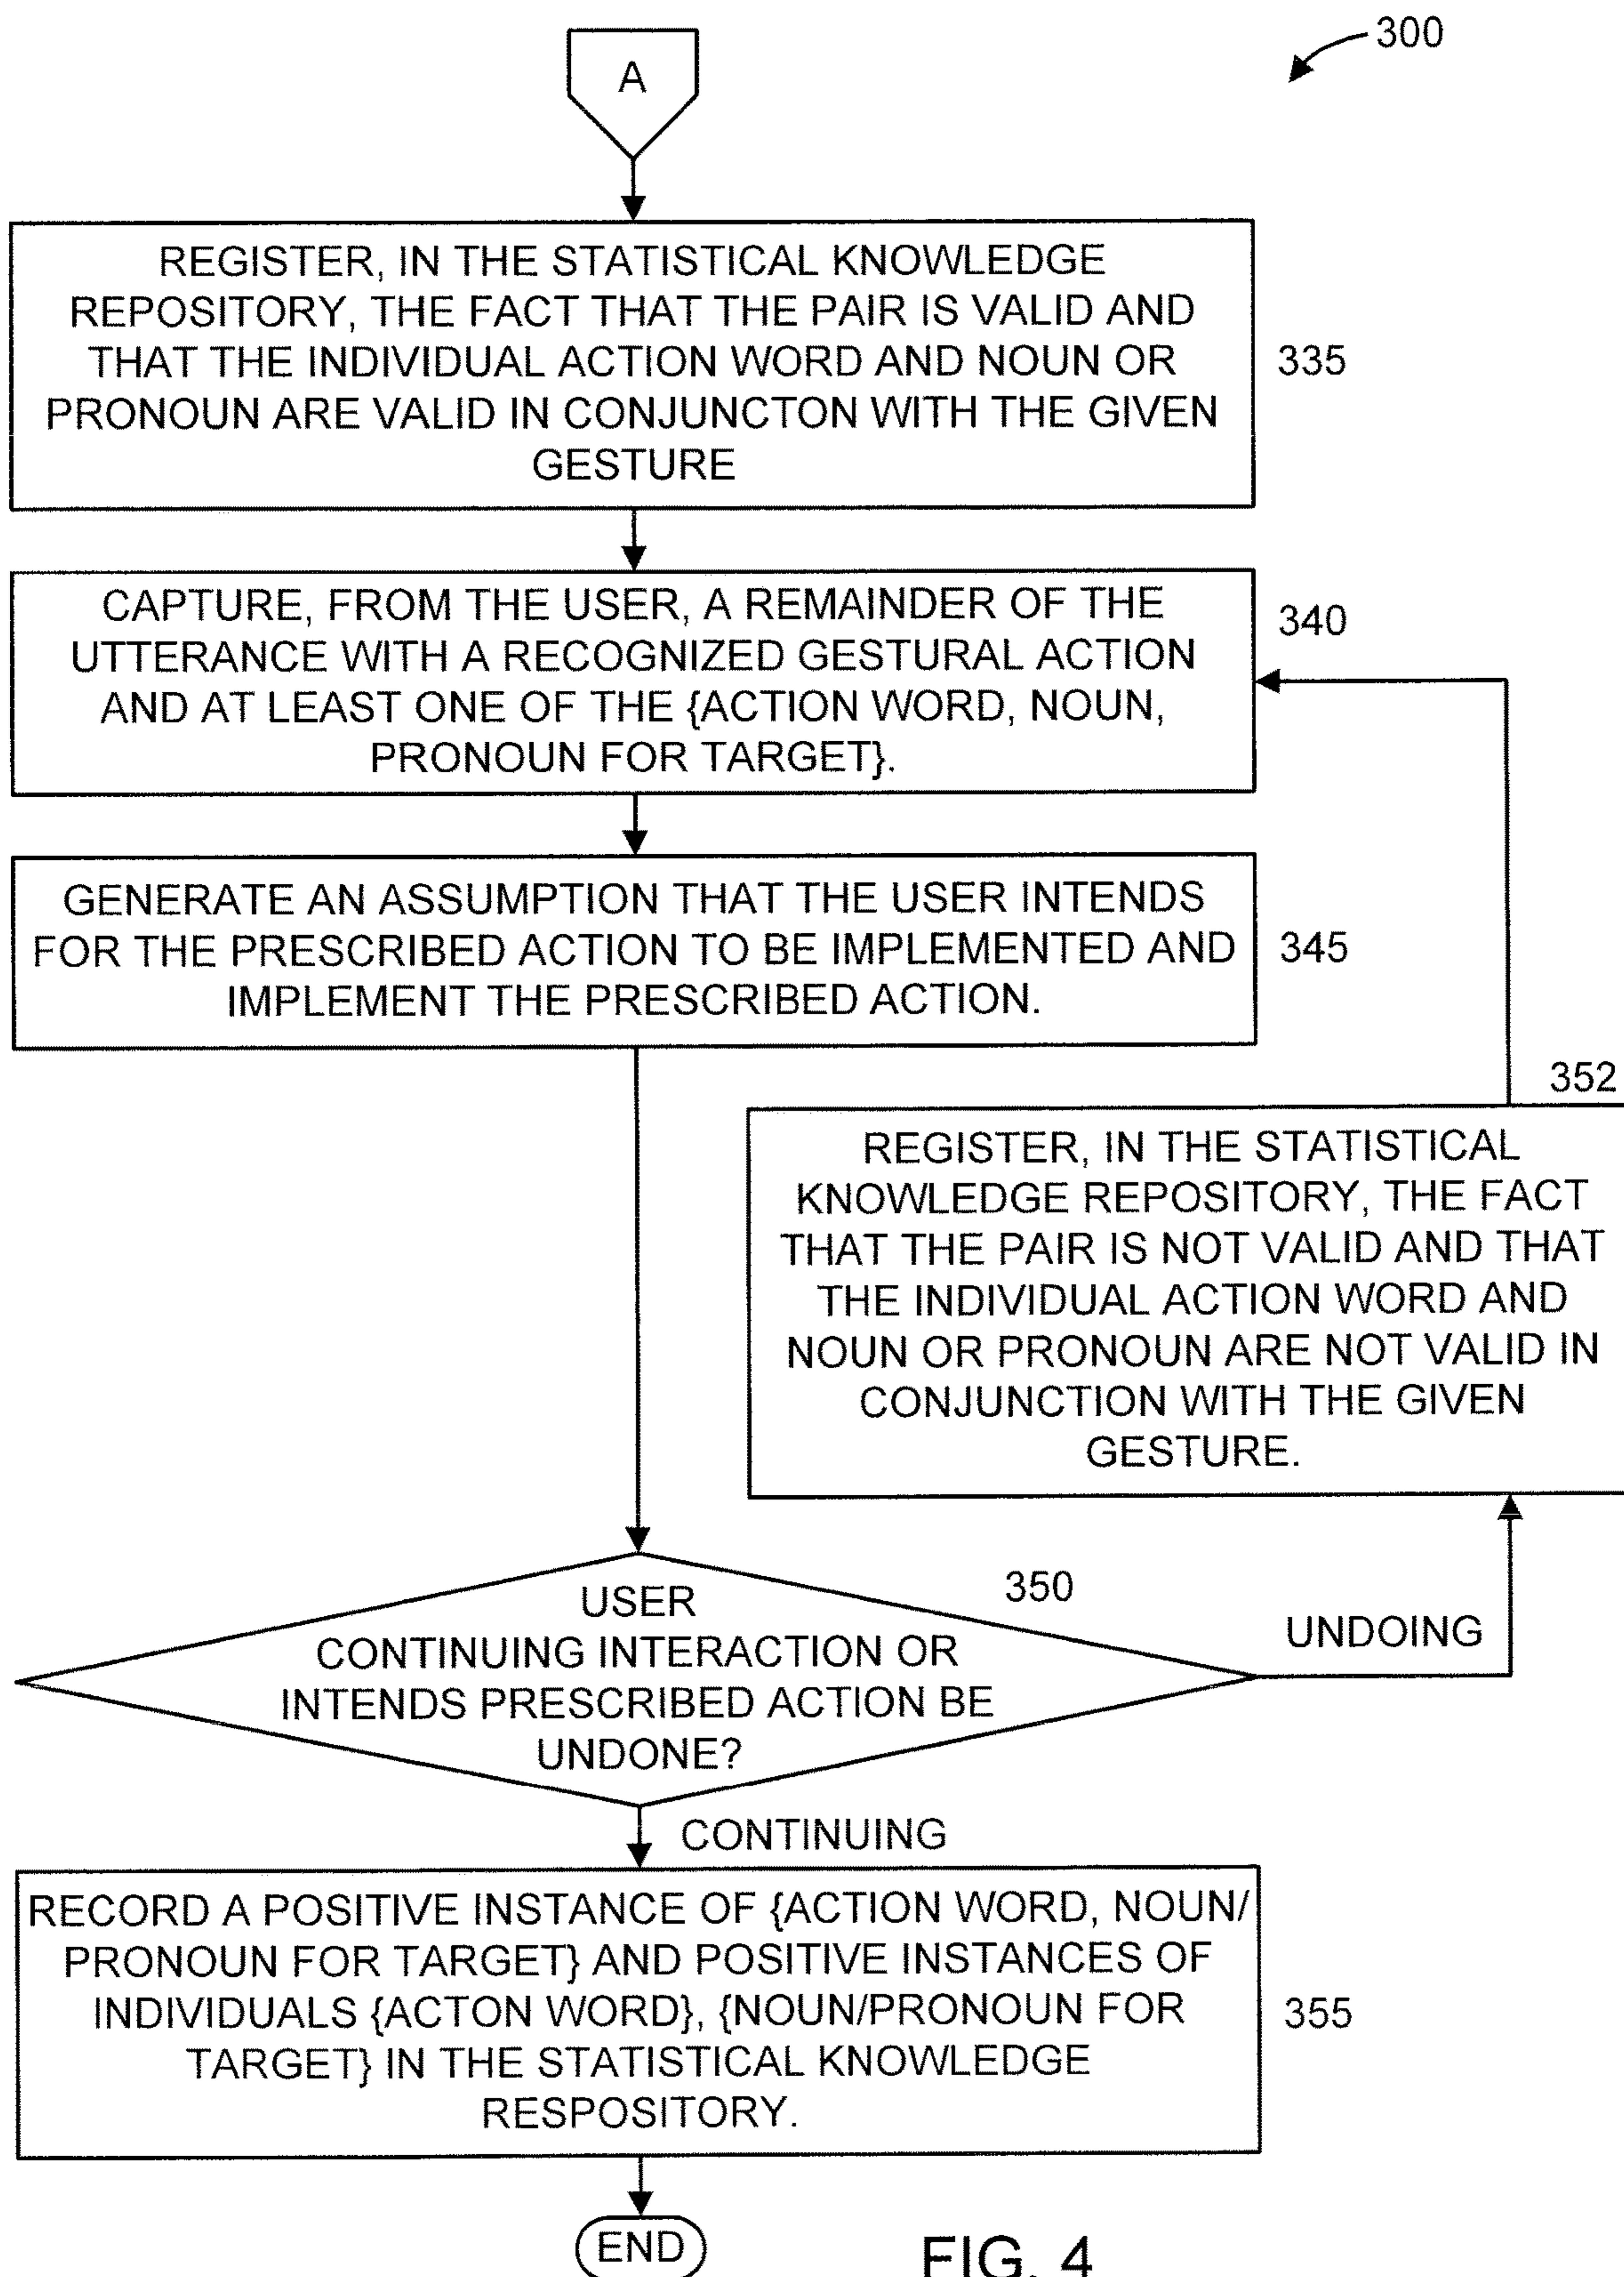 300
A
REGISTER, IN THE STATISTICAL KNOWLEDGE
REPOSITORY, THE FACT THAT THE PAIR IS VALID AND
THAT THE INDIVIDUAL ACTION WORD AND NOUN OR
PRONOUN ARE VALID IN CONJUNCTON WITH THE GIVEN
GESTURE
335
CAPTURE, FROM THE USER, A REMAINDER OF THE
UTTERANCE WITH A RECOGNIZED GESTURAL ACTION
AND AT LEAST ONE OF THE {ACTION WORD, NOUN,
PRONOUN FOR TARGET}.
340
GENERATE AN ASSUMPTION THAT THE USER INTENDS
FOR THE PRESCRIBED ACTION TO BE IMPLEMENTED AND
IMPLEMENT THE PRESCRIBED ACTION.
345
352
REGISTER, IN THE STATISTICAL
KNOWLEDGE REPOSITORY, THE FACT
THAT THE PAIR IS NOT VALID AND THAT
THE INDIVIDUAL ACTION WORD AND
NOUN OR PRONOUN ARE NOT VALID IN
CONJUNCTION WITH THE GIVEN
GESTURE.
350
USER
CONTINUING INTERACTION OR
INTENDS PRESCRIBED ACTION BE
UNDONE?
UNDOING
CONTINUING
RECORD A POSITIVE INSTANCE OF {ACTION WORD, NOUN/
PRONOUN FOR TARGET} AND POSITIVE INSTANCES OF
INDIVIDUALS {ACTON WORD}, {NOUN/PRONOUN FOR
TARGET} IN THE STATISTICAL KNOWLEDGE
RESPOSITORY.
355
END
FIG. 4